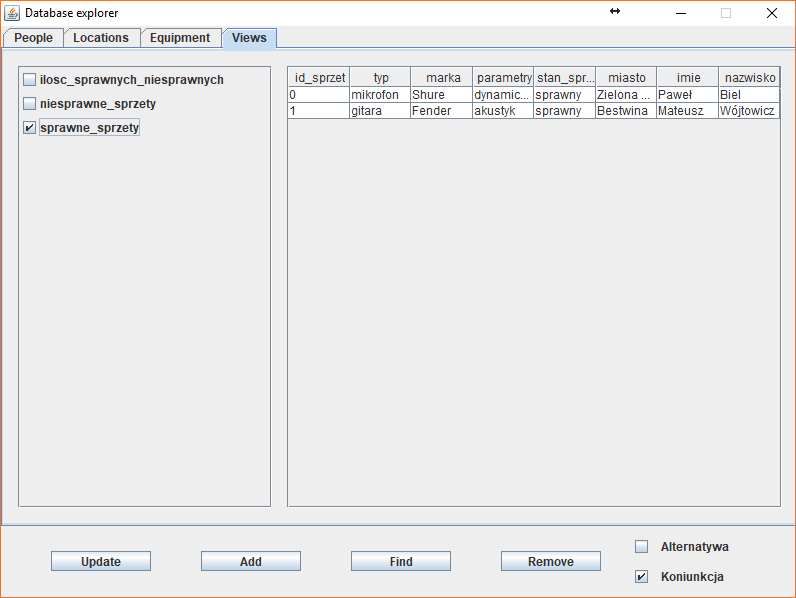 Database explorer
People Locations Equipment Views
ilosc_sprawnych_niesprawnych
niesprawne_sprzety
sprawne_sprzety
id_sprzet typ marka parametry stan_spr... miasto imie nazwisko
0 mikrofon Shure dynamic... sprawny Zielona ... Paweł Biel
1 gitara Fender akustyk sprawny Bestwina Mateusz Wójtowicz
Update Add Find Remove
Alternatywa
Koniunkcja